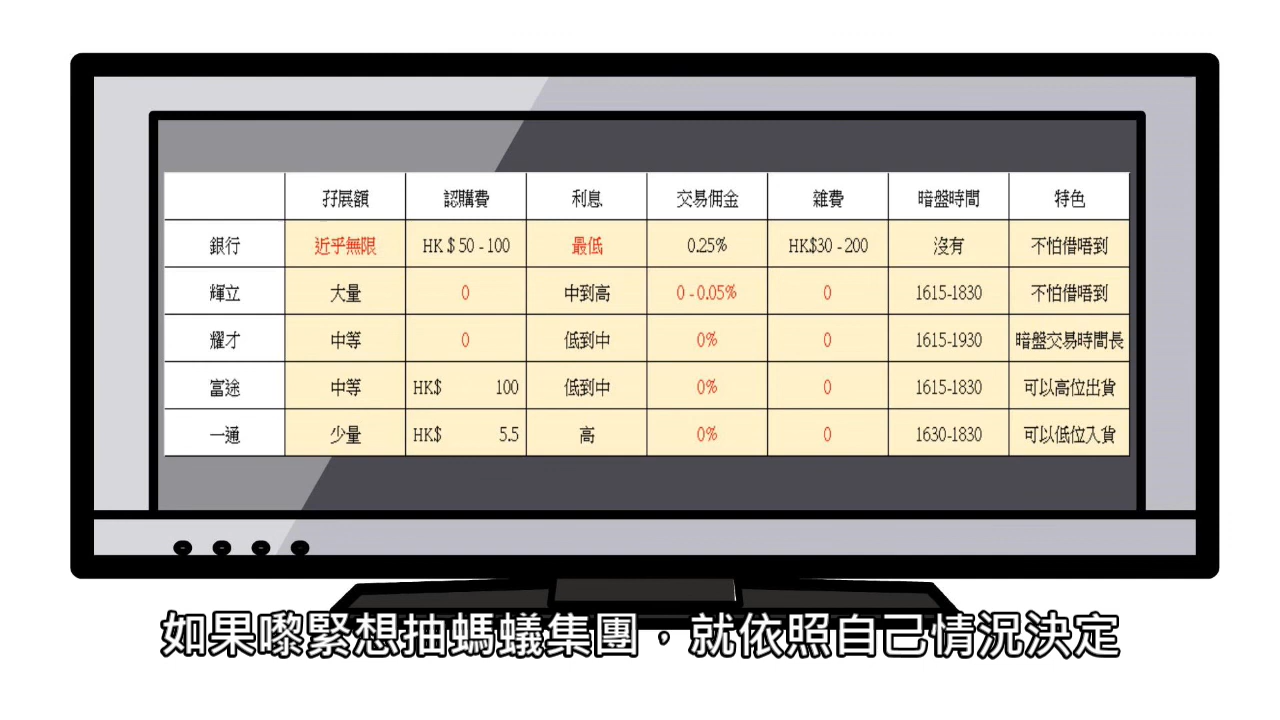 孖展額 認購費 利息 交易佣金 雜費 暗盤時間 特色
銀行 近乎無限 HK $ 50 - 100 最低 0.25% HK$30 - 200 沒有 不怕借唔到
輝立 大量 0 中到高 0 - 0.05% 0 1615-1830 不怕借唔到
耀才 中等 0 低到中 0% 0 1615-1930 暗盤交易時間長
富途 中等 HK$ 100 低到中 0% 0 1615-1830 可以高位出貨
一通 少量 HK$ 5.5 高 0% 0 1630-1830 可以低位入貨
如果嚟緊想抽螞蟻集團，就依照自己情況決定